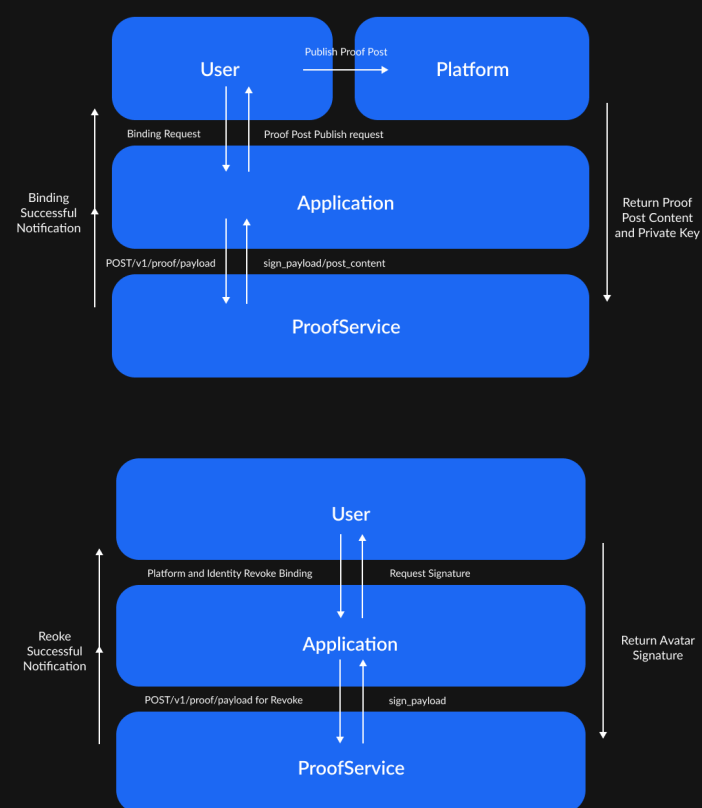 Publish Proof Post
User
Platform
Binding Request
Proof Post Publish request
Binding
Successful
Notification
Application
Return Proof
Post Content
and Private Key
POST/v1/proof/payload
sign_payload/post_content
ProofService
User
Platform and Identity Revoke Binding
Request Signature
Reoke
Successful
Notification
Application
Return Avatar
Signature
POST/v1/proof/payload for Revoke
sign_payload
ProofService